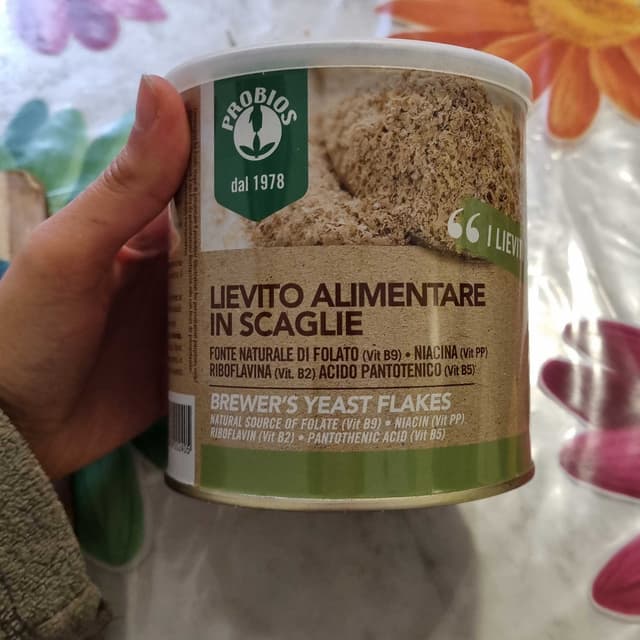 PROBIOS
dal 1978
“ I LIEVIT
LIEVITO ALIMENTARE
IN SCAGLIE
FONTE NATURALE DI FOLATO (Vit B9) • NIACINA (Vit PP)
RIBOFLAVINA (Vit. B2) ACIDO PANTOTENICO (Vit B5)
BREWER'S YEAST FLAKES
NATURAL SOURCE OF FOLATE (Vit B9) • NIACIN (Vit PP)
RIBOFLAVIN (Vit B2) • PANTOTHENIC ACID (Vit B5)